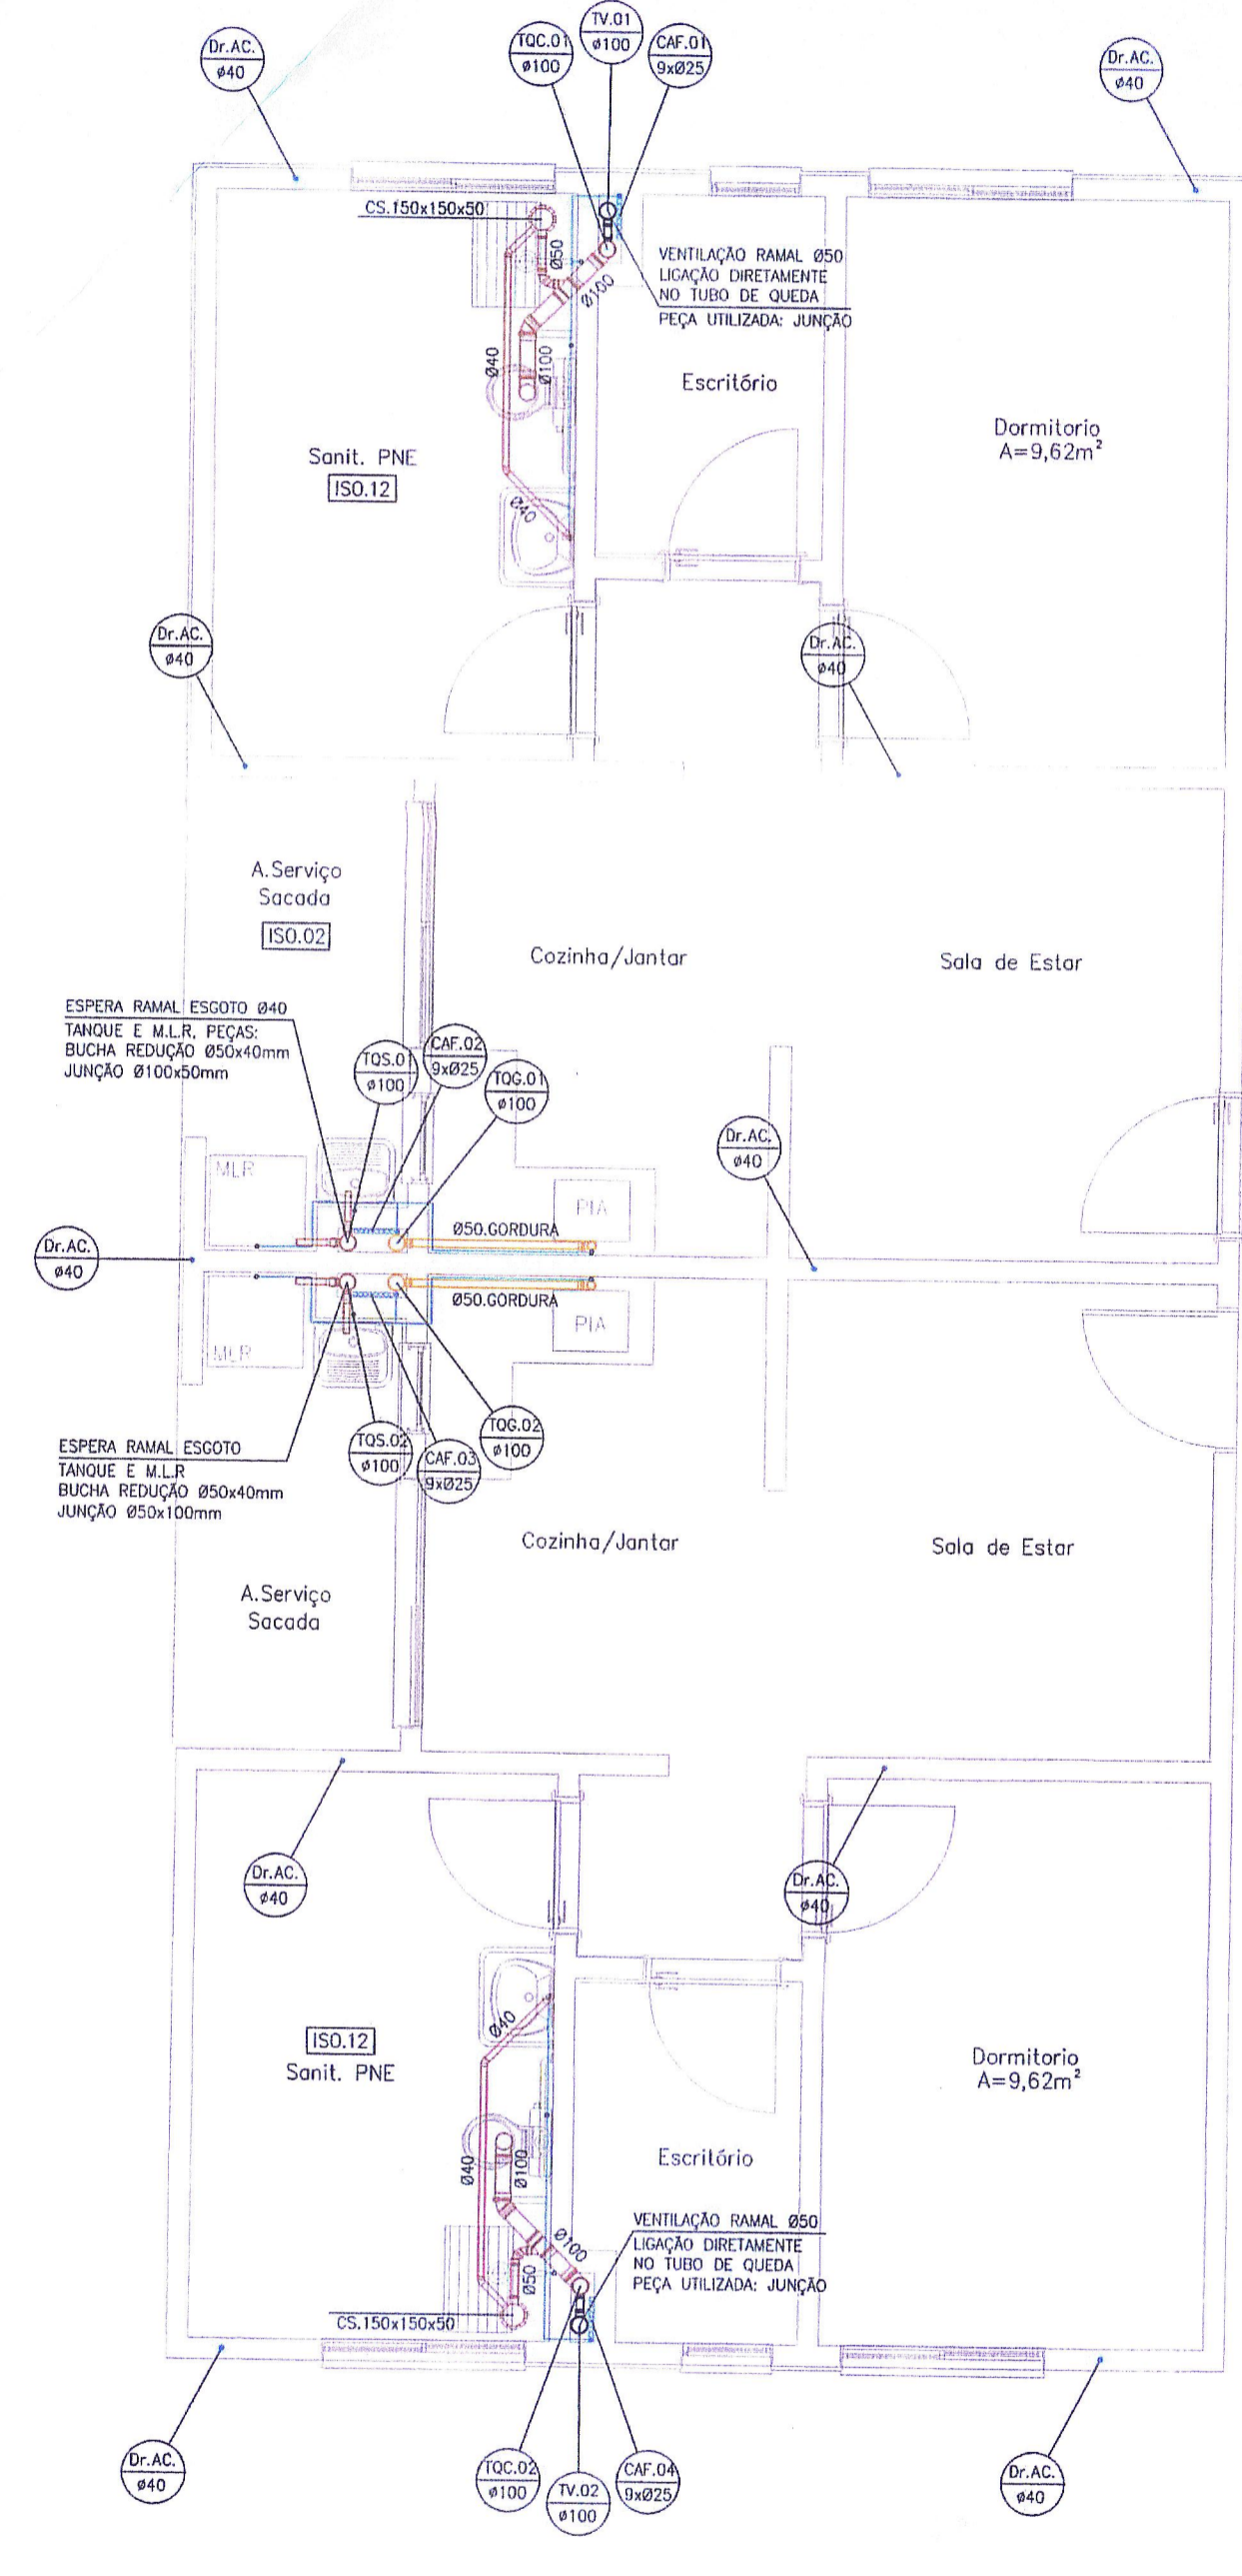 Dr.AC.
ø40
TQC.01
ø100
TV.01
ø100
CAF.01
9xØ25
Dr.AC.
ø40
CS.150x150x50
Ø50
Ø100
VENTILAÇÃO RAMAL Ø50
LIGAÇÃO DIRETAMENTE
NO TUBO DE QUEDA
PEÇA UTILIZADA: JUNÇÃO
Ø40
Ø100
Escritório
Sanit. PNE
ISO.12
Dormitorio
A=9,62m²
Ø40
Dr.AC.
ø40
Dr.AC.
ø40
A.Serviço
Sacada
ISO.02
Cozinha/Jantar
Sala de Estar
ESPERA RAMAL ESGOTO Ø40
TANQUE E M.L.R, PEÇAS:
BUCHA REDUÇÃO Ø50x40mm
JUNÇÃO Ø100x50mm
TQS.01
ø100
CAF.02
9xØ25
TQG.01
ø100
Dr.AC.
ø40
MLR
PIA
Ø50.GORDURA
Dr.AC.
ø40
Ø50.GORDURA
PIA
MLR
ESPERA RAMAL ESGOTO
TANQUE E M.L.R
BUCHA REDUÇÃO Ø50x40mm
JUNÇÃO Ø50x100mm
TQS.02
ø100
CAF.03
9xØ25
TQG.02
ø100
Cozinha/Jantar
Sala de Estar
A.Serviço
Sacada
Dr.AC.
ø40
Dr.AC.
ø40
Ø40
ISO.12
Sanit. PNE
Dormitorio
A=9,62m²
Escritório
Ø40
Ø100
VENTILAÇÃO RAMAL Ø50
LIGAÇÃO DIRETAMENTE
NO TUBO DE QUEDA
PEÇA UTILIZADA: JUNÇÃO
Ø100
Ø50
CS.150x150x50
Dr.AC.
ø40
TQC.02
ø100
TV.02
ø100
CAF.04
9xØ25
Dr.AC.
ø40